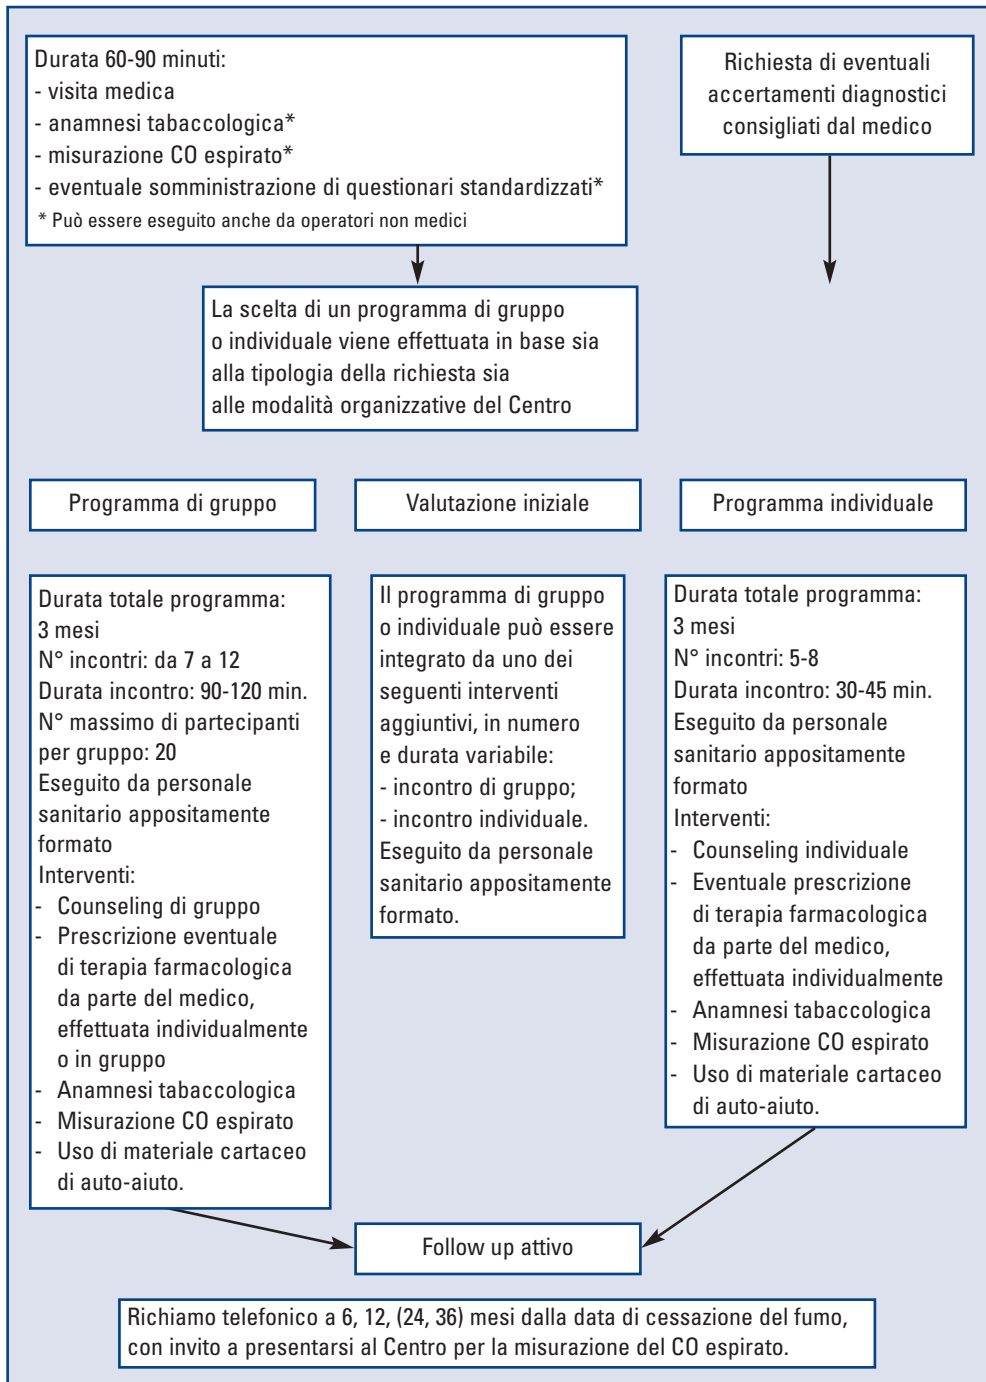 Durata 60-90 minuti:
- visita medica
- anamnesi tabaccologica*
- misurazione CO espirato*
- eventuale somministrazione di questionari standardizzati*
* Può essere eseguito anche da operatori non medici
Richiesta di eventuali
accertamenti diagnostici
consigliati dal medico
La scelta di un programma di gruppo
o individuale viene effettuata in base sia
alla tipologia della richiesta sia
alle modalità organizzative del Centro
Programma di gruppo
Valutazione iniziale
Programma individuale
Durata totale programma:
3 mesi
N° incontri: da 7 a 12
Durata incontro: 90-120 min.
N° massimo di partecipanti
per gruppo: 20
Eseguito da personale
sanitario appositamente
formato
Interventi:
- Counseling di gruppo
- Prescrizione eventuale
di terapia farmacologica
da parte del medico,
effettuata individualmente
o in gruppo
- Anamnesi tabaccologica
- Misurazione CO espirato
- Uso di materiale cartaceo
di auto-aiuto.
Il programma di gruppo
o individuale può essere
integrato da uno dei
seguenti interventi
aggiuntivi, in numero
e durata variabile:
- incontro di gruppo;
- incontro individuale.
Eseguito da personale
sanitario appositamente
formato.
Durata totale programma:
3 mesi
N° incontri: 5-8
Durata incontro: 30-45 min.
Eseguito da personale
sanitario appositamente
formato
Interventi:
- Counseling individuale
- Eventuale prescrizione
di terapia farmacologica
da parte del medico,
effettuata individualmente
- Anamnesi tabaccologica
- Misurazione CO espirato
- Uso di materiale cartaceo
di auto-aiuto.
Follow up attivo
Richiamo telefonico a 6, 12, (24, 36) mesi dalla data di cessazione del fumo,
con invito a presentarsi al Centro per la misurazione del CO espirato.